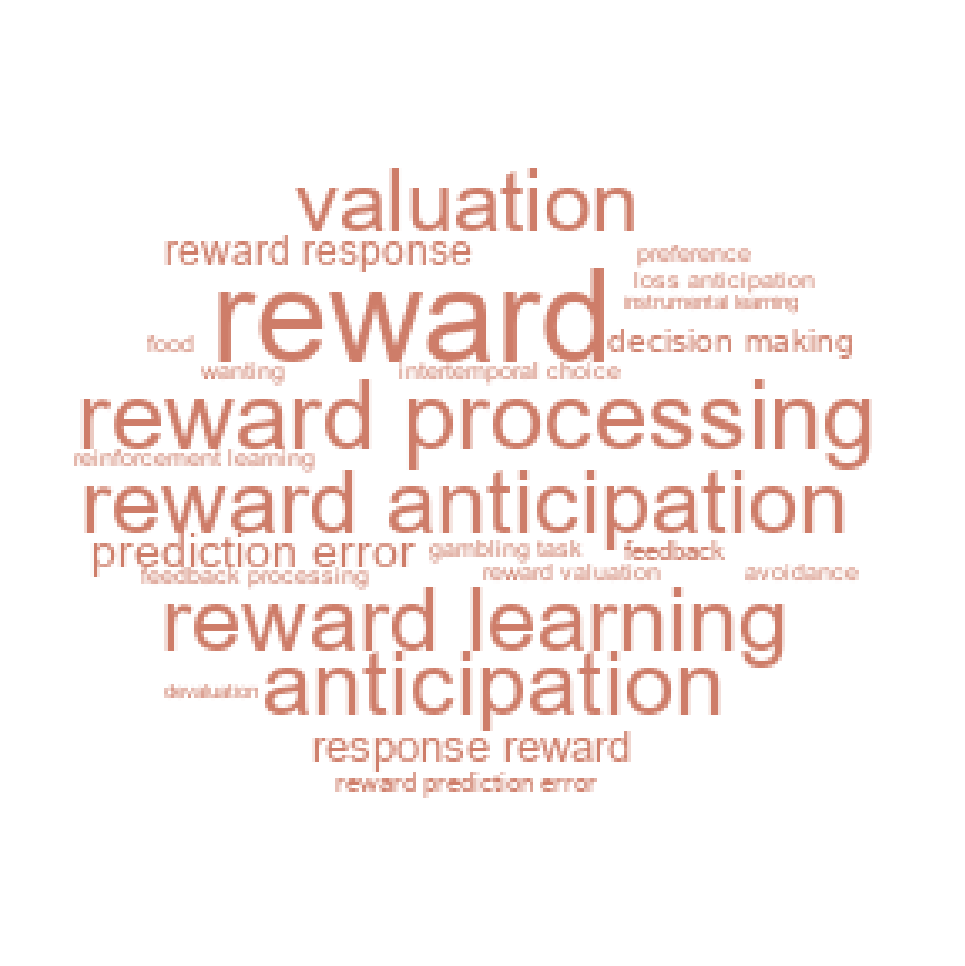 valuation
reward response
preference
loss anticipation
instrumental learning
reward
decision making
food
wanting
intertemporal choice
reward processing
reinforcement learning
reward anticipation
prediction error
gambling task
feedback
feedback processing
reward valuation
avoidance
reward learning
anticipation
devaluation
response reward
reward prediction error